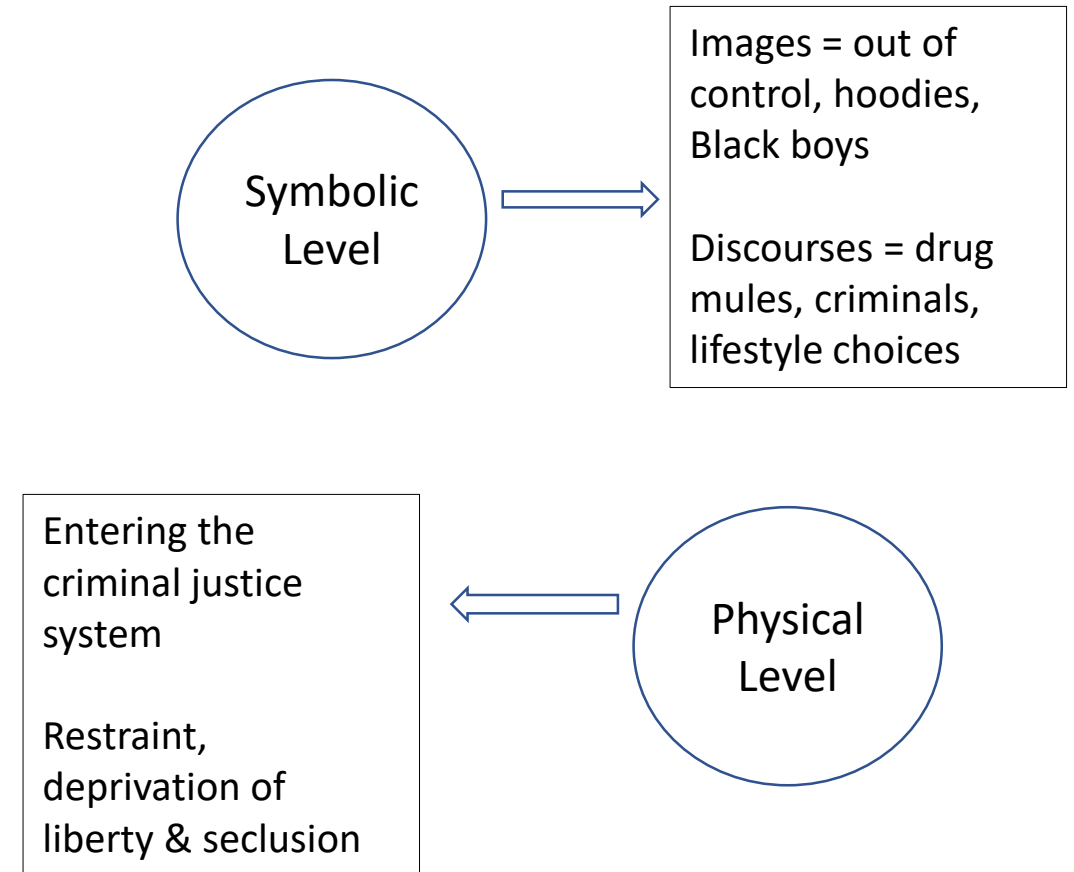 Symbolic
Level
Images = out of
control, hoodies,
Black boys
Discourses = drug
mules, criminals,
lifestyle choices
Entering the
criminal justice
system
Restraint,
deprivation of
liberty & seclusion
Physical
Level